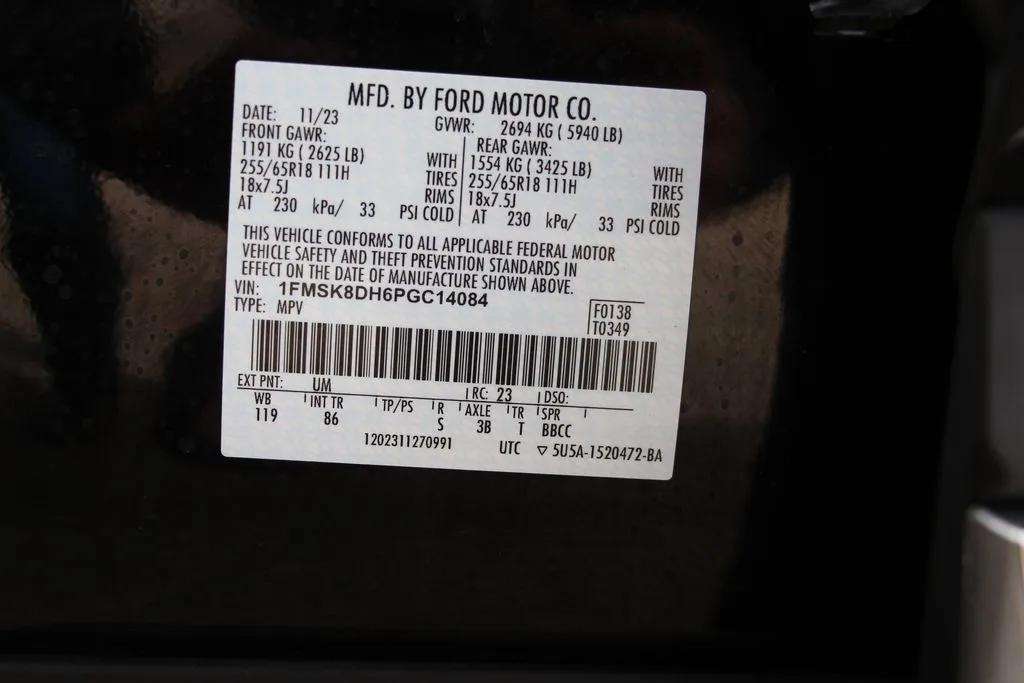 MFD. BY FORD MOTOR CO.
DATE: 11/23 GVWR: 2694 KG ( 5940 LB)
FRONT GAWR: REAR GAWR:
1191 KG ( 2625 LB) WITH 1554 KG ( 3425 LB) WITH
255/65R18 111H TIRES 255/65R18 111H TIRES
18x7.5J RIMS 18x7.5J RIMS
AT 230 kPa/ 33 PSI COLD AT 230 kPa/ 33 PSI COLD
THIS VEHICLE CONFORMS TO ALL APPLICABLE FEDERAL MOTOR
VEHICLE SAFETY AND THEFT PREVENTION STANDARDS IN
EFFECT ON THE DATE OF MANUFACTURE SHOWN ABOVE.
VIN: 1FMSK8DH6PGC14084
TYPE: MPV
F0138
T0349
EXT PNT: UM RC: 23 DSO:
WB INT TR TP/PS R AXLE TR SPR
119 86 S 3B T BBCC
1202311270991 UTC ▽ 5U5A-1520472-BA